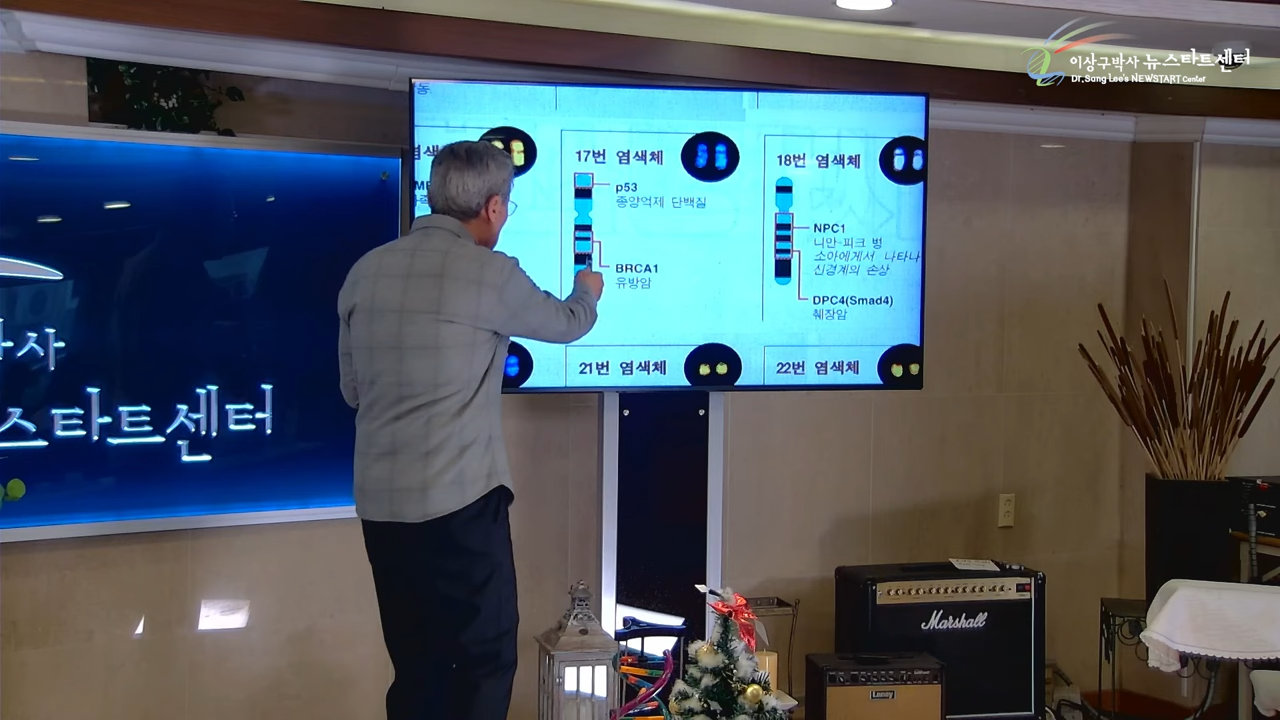 이상구박사 뉴스타트센터
Dr.Sang Lee's NEWSTART Center
동
17번 염색체
p53
종양억제 단백질
BRCA1
유방암
18번 염색체
NPC1
니만-피크 병
소아에게서 나타나
신경계의 손상
DPC4(Smad4)
췌장암
21번 염색체
22번 염색체
사
스타트센터
Marshall
Laney